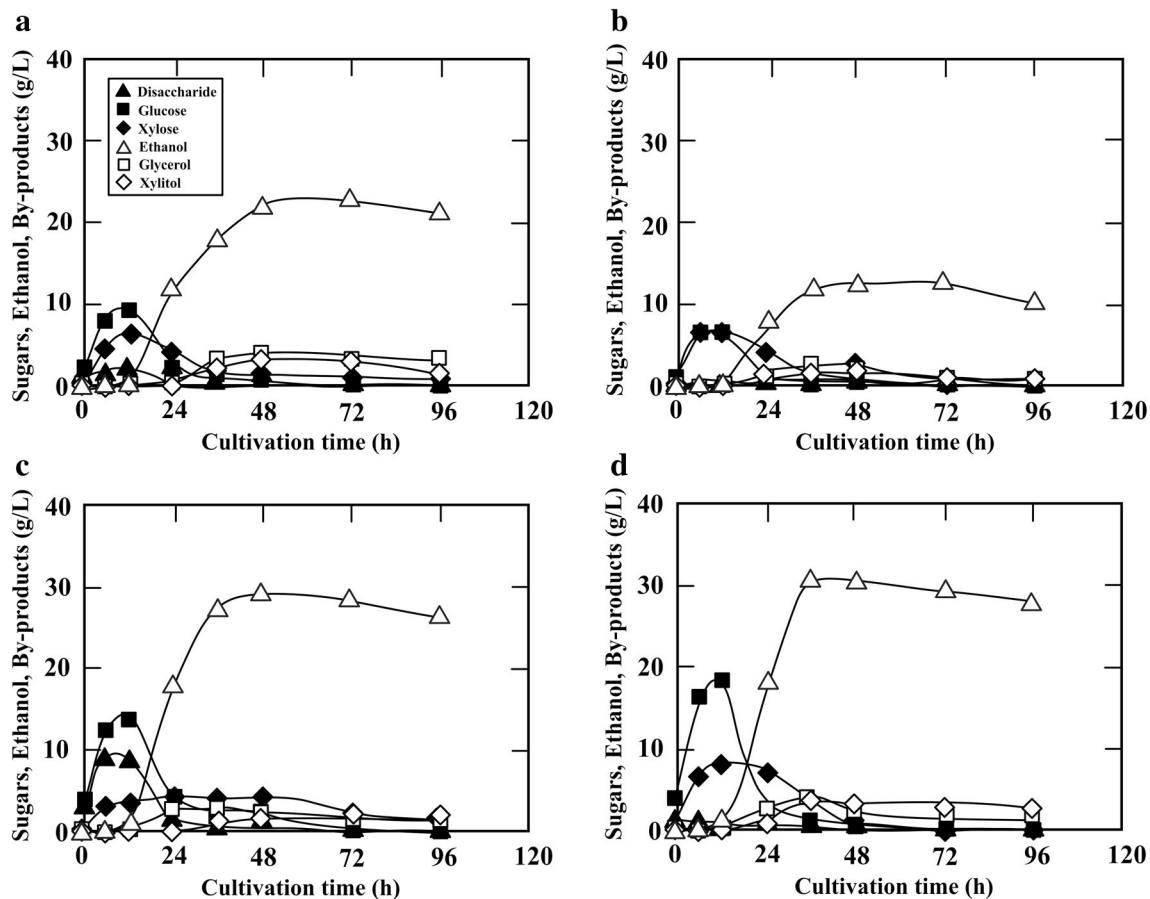 a
Sugars, Ethanol, By-products (g/L)
40
30
20
10
0
Disaccharide
Glucose
Xylose
Ethanol
Glycerol
Xylitol
0 24 48 72 96 120
Cultivation time (h)
b
Sugars, Ethanol, By-products (g/L)
40
30
20
10
0
0 24 48 72 96 120
Cultivation time (h)
c
Sugars, Ethanol, By-products (g/L)
40
30
20
10
0
0 24 48 72 96 120
Cultivation time (h)
d
Sugars, Ethanol, By-products (g/L)
40
30
20
10
0
0 24 48 72 96 120
Cultivation time (h)